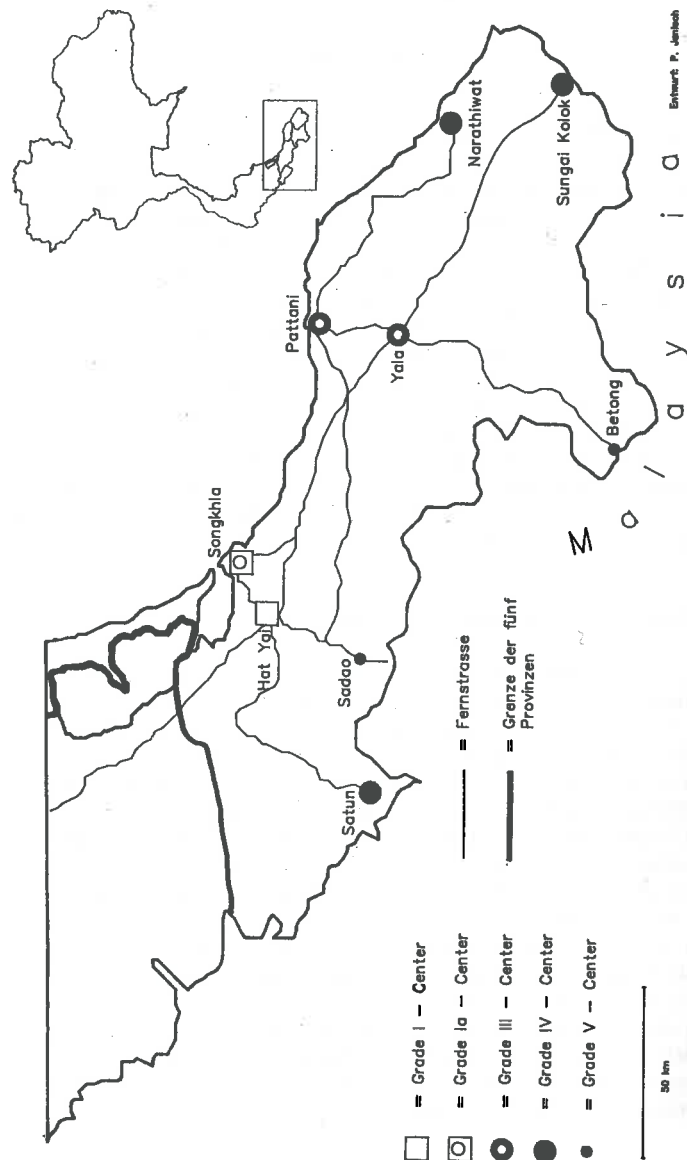 Songkhla
Pattani
Narathiwat
Hat Yai
Yala
Sungai Kolok
Sadao
Satun
Betong
Malaysia
= Grade I - Center
= Grade Ia - Center
= Grade III - Center
= Grade IV - Center
= Grade V - Center
= Fernstrasse
= Grenze der fünf
Provinzen
50 km
Entwurf: P. Jentsch